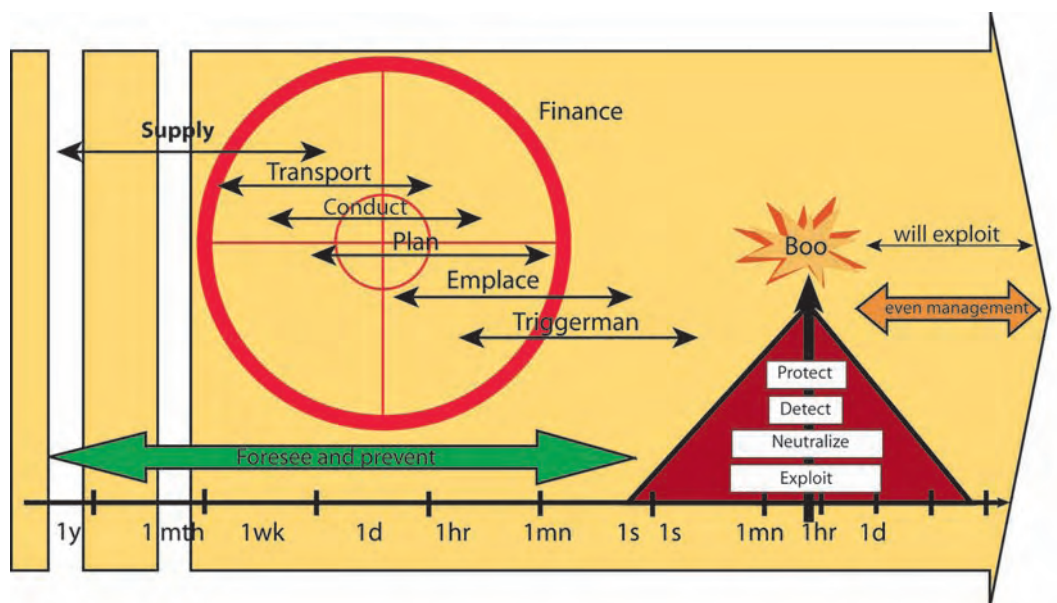 Finance
Supply
Transport
Conduct
Plan
Emplace
Triggerman
Boo
will exploit
even management
Protect
Detect
Neutralize
Exploit
Foresee and prevent
1y 1 mth 1wk 1d 1hr 1mn 1s 1s 1mn 1hr 1d